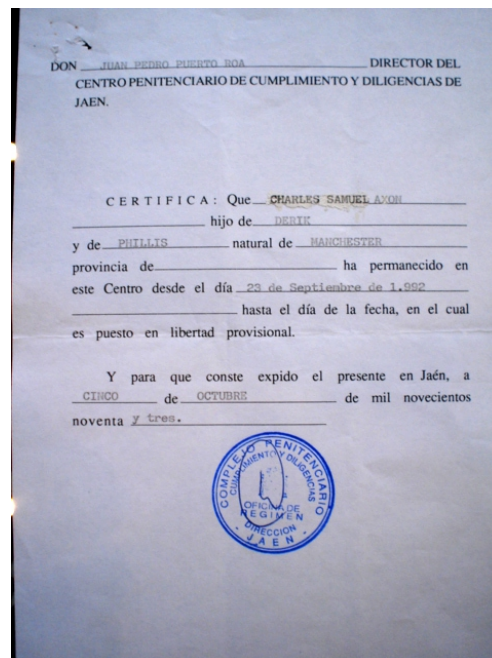 DON JUAN PEDRO PUERTO BOA DIRECTOR DEL
CENTRO PENITENCIARIO DE CUMPLIMIENTO Y DILIGENCIAS DE
JAEN.
CERTIFICA: Que CHARLES SAMUEL AXON
hijo de DERIK
y de PHILLIS natural de MANCHESTER
provincia de ha permanecido en
este Centro desde el día 23 de Septiembre de 1.992
hasta el día de la fecha, en el cual
es puesto en libertad provisional.
Y para que conste expido el presente en Jaén, a
CINCO de OCTUBRE de mil novecientos
noventa y tres.
COMPLEJO PENITENCIARIO
CUMPLIMIENTO Y DILIGENCIAS
OFICINA DE
REGIMEN
DIRECCION
- JAEN -